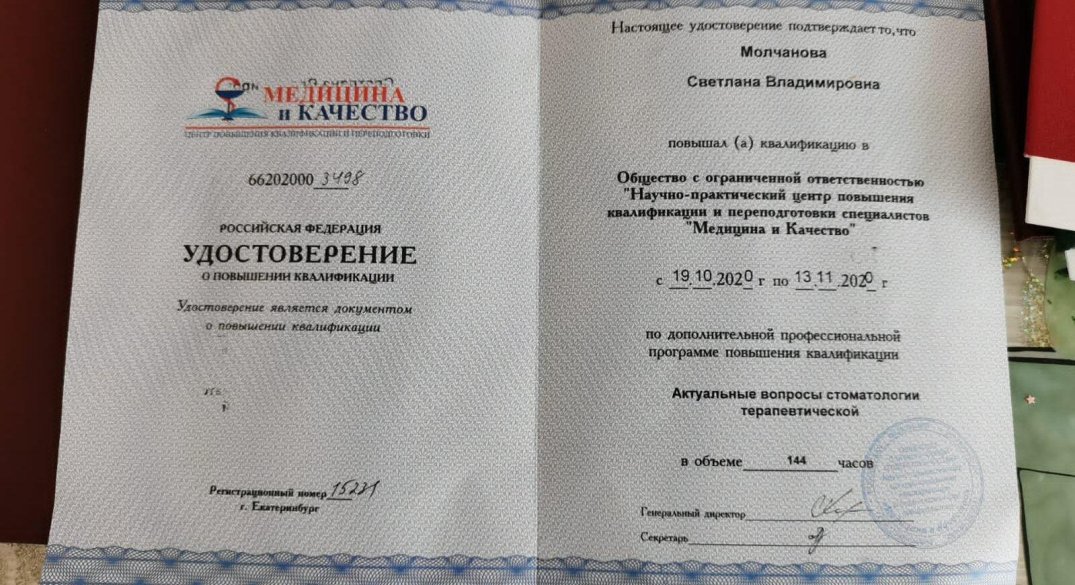 МЕДИЦИНА
и КАЧЕСТВО
ЦЕНТР ПОВЫШЕНИЯ КВАЛИФИКАЦИИ И ПЕРЕПОДГОТОВКИ
66202000 3498
РОССИЙСКАЯ ФЕДЕРАЦИЯ
УДОСТОВЕРЕНИЕ
О ПОВЫШЕНИИ КВАЛИФИКАЦИИ
Удостоверение является документом
о повышении квалификации
Регистрационный номер 15221
г. Екатеринбург
Настоящее удостоверение подтверждает то, что
Молчанова
Светлана Владимировна
повышал (а) квалификацию в
Общество с ограниченной ответственностью
"Научно-практический центр повышения
квалификации и переподготовки специалистов
"Медицина и Качество"
с 19.10.2020 г по 13.11.2020 г
по дополнительной профессиональной
программе повышения квалификации
Актуальные вопросы стоматологии
терапевтической
в объеме 144 часов
Генеральный директор
Секретарь